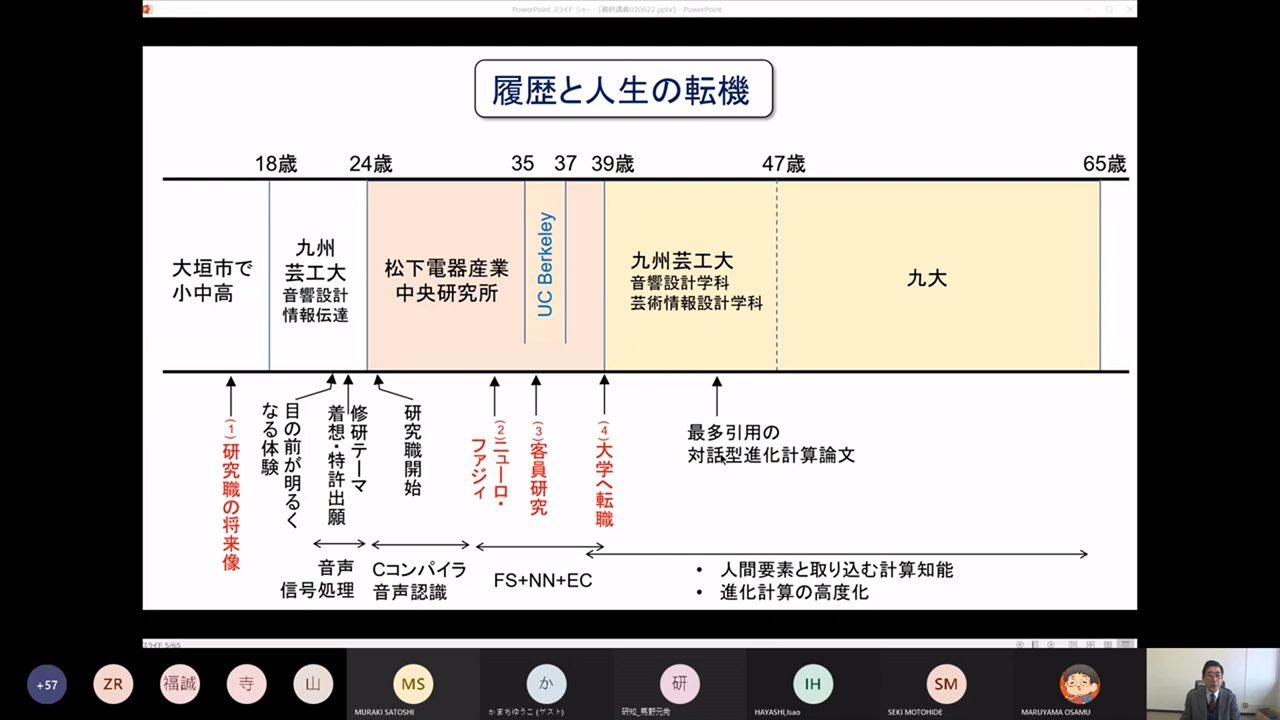 PowerPoint スライド ショー - [最終講義020622.pptx] - PowerPoint
履歴と人生の転機
18歳
24歳
35
37
39歳
47歳
65歳
大垣市で
小中高
九州
芸工大
音響設計
情報伝達
松下電器産業
中央研究所
UC Berkeley
九州芸工大
音響設計学科
芸術情報設計学科
九大
(1)研究職の将来像
目の前が明るく
なる体験
修研テーマ
着想・特許出願
研究職開始
(2)ニューロ・
ファジィ
(3)客員研究
(4)大学へ転職
最多引用の
対話型進化計算論文
音声
信号処理
Cコンパイラ
音声認識
FS+NN+EC
• 人間要素と取り込む計算知能
• 進化計算の高度化
スライド 5/65
+57
ZR
福誠
寺
山
MS
MURAKI SATOSHI
か
かまちゆうこ (ゲスト)
研
研知_馬野元秀
IH
HAYASHI,Isao
SM
SEKI MOTOHIDE
MARUYAMA OSAMU